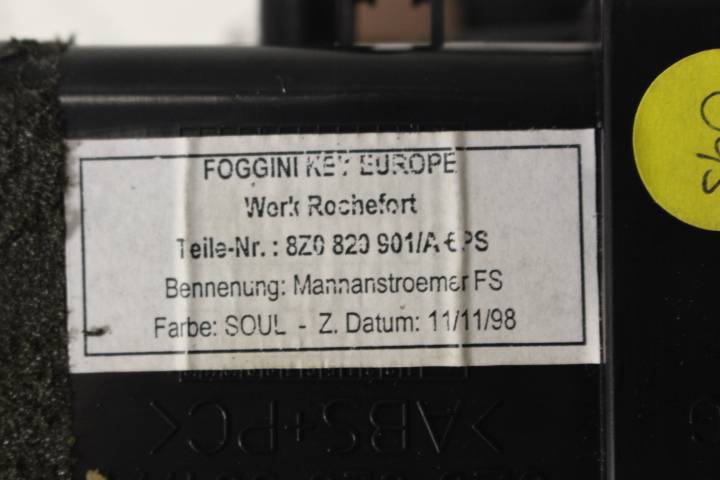 FOGGINI KEY EUROPE
Werk Rochefort
Teile-Nr.: 8Z0 820 901/A 6PS
Bennenung: Mannanstroemer FS
Farbe: SOUL - Z. Datum: 11/11/98
>ABS+PC<